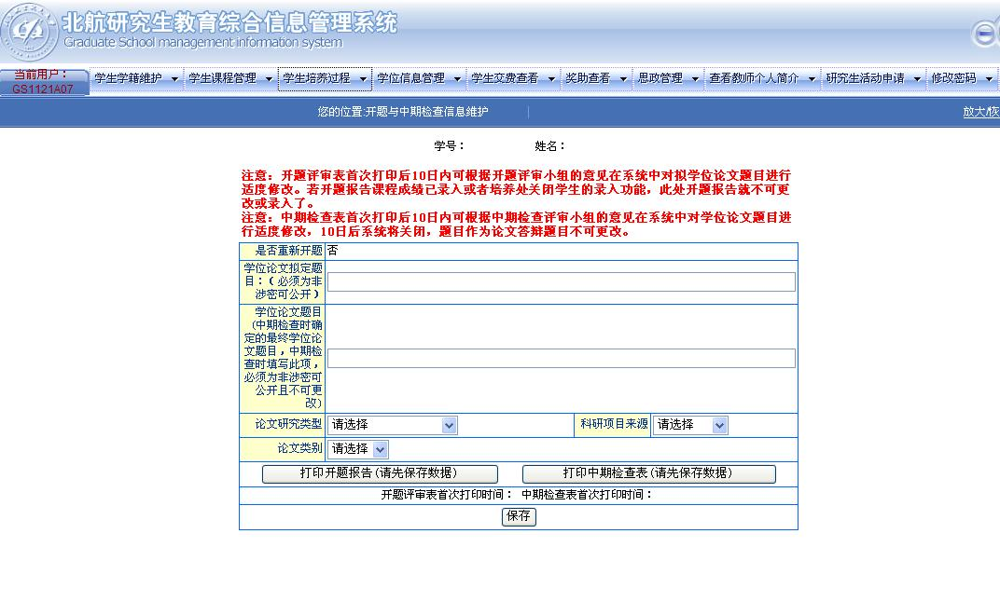 北航研究生教育综合信息管理系统
Graduate School management information system
当前用户：
GS1121A07
学生学籍维护 学生课程管理 学生培养过程 学位信息管理 学生交费查看 奖助查看 思政管理 查看教师个人简介 研究生活动申请 修改密码
您的位置:开题与中期检查信息维护
放大/恢
学号： 姓名：
注意：开题评审表首次打印后10日内可根据开题评审小组的意见在系统中对拟学位论文题目进行
适度修改。若开题报告课程成绩已录入或者培养处关闭学生的录入功能，此处开题报告就不可更
改或录入了。
注意：中期检查表首次打印后10日内可根据中期检查评审小组的意见在系统中对学位论文题目进
行适度修改，10日后系统将关闭，题目作为论文答辩题目不可更改。
是否重新开题 否
学位论文拟定题
目：（必须为非
涉密可公开）
学位论文题目
(中期检查时确
定的最终学位论
文题目，中期检
查时填写此项，
必须为非涉密可
公开且不可更
改)
论文研究类型 请选择 科研项目来源 请选择
论文类别 请选择
打印开题报告(请先保存数据) 打印中期检查表(请先保存数据)
开题评审表首次打印时间： 中期检查表首次打印时间：
保存